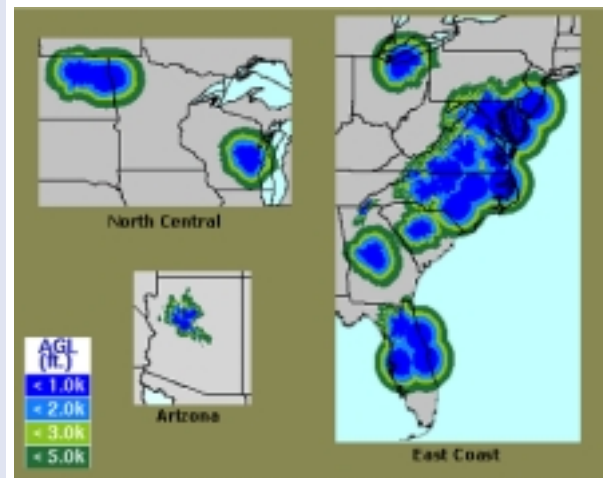 North Central
Arizona
East Coast
AGL
(ft.)
< 1.0k
< 2.0k
< 3.0k
< 5.0k